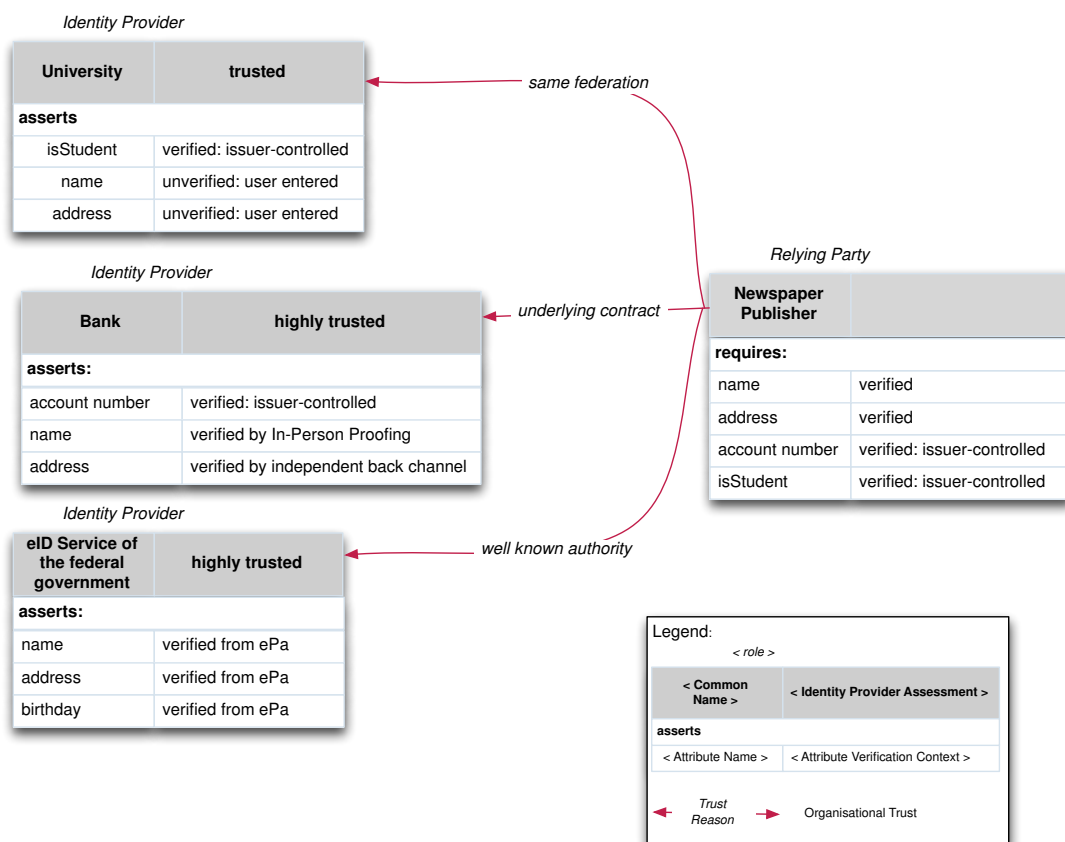 Identity Provider
University trusted
asserts
isStudent verified: issuer-controlled
name unverified: user entered
address unverified: user entered
same federation
Identity Provider
Bank highly trusted
asserts:
account number verified: issuer-controlled
name verified by In-Person Proofing
address verified by independent back channel
underlying contract
Relying Party
Newspaper
Publisher
requires:
name verified
address verified
account number verified: issuer-controlled
isStudent verified: issuer-controlled
Identity Provider
eID Service of
the federal
government
highly trusted
asserts:
name verified from ePa
address verified from ePa
birthday verified from ePa
well known authority
Legend:
< role >
< Common
Name >
< Identity Provider Assessment >
asserts
< Attribute Name > < Attribute Verification Context >
Trust
Reason
Organisational Trust